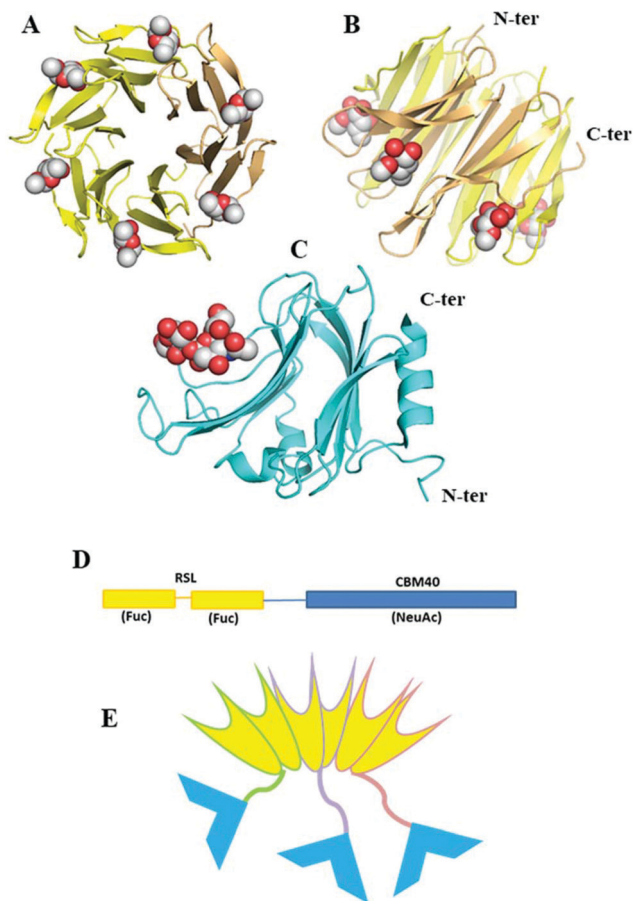 A
B
N-ter
C-ter
C
C-ter
N-ter
D
RSL
CBM40
(Fuc)
(Fuc)
(NeuAc)
E